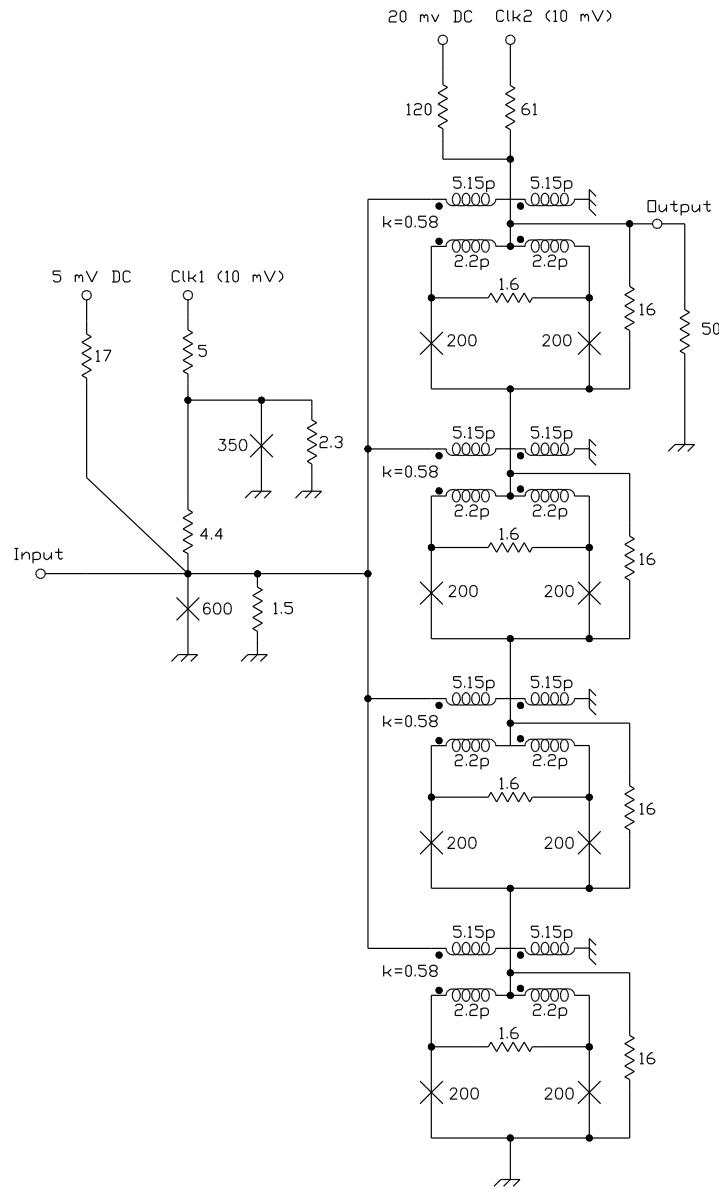 20 mv DC
Clk2 (10 mV)
120
61
5.15p
5.15p
Output
k=0.58
2.2p
2.2p
5 mV DC
Clk1 (10 mV)
1.6
16
50
17
5
200
200
350
2.3
5.15p
5.15p
k=0.58
2.2p
2.2p
4.4
1.6
Input
16
200
200
600
1.5
5.15p
5.15p
k=0.58
2.2p
2.2p
1.6
16
200
200
5.15p
5.15p
k=0.58
2.2p
2.2p
1.6
16
200
200